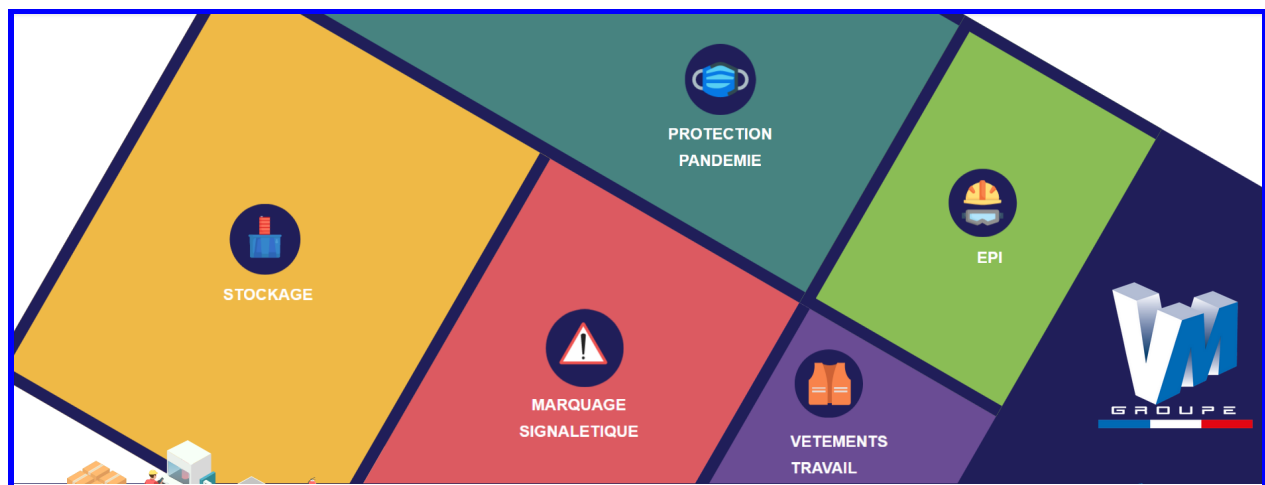 PROTECTION
PANDEMIE
EPI
STOCKAGE
MARQUAGE
SIGNALETIQUE
VETEMENTS
TRAVAIL
VM
GROUPE